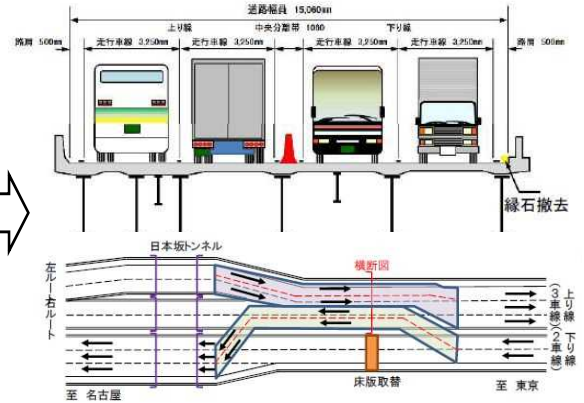 道路幅員 15,060mm
上り線 中央分離帯 1000 下り線
路肩 500mm 走行車線 3,250mm 走行車線 3,250mm 走行車線 3,250mm 走行車線 3,250mm 路肩 500mm
縁石撤去
日本坂トンネル
横断図
左ルート
右ルート
上り線
(3車線)
下り線
(2車線)
床版取替
至 名古屋
至 東京